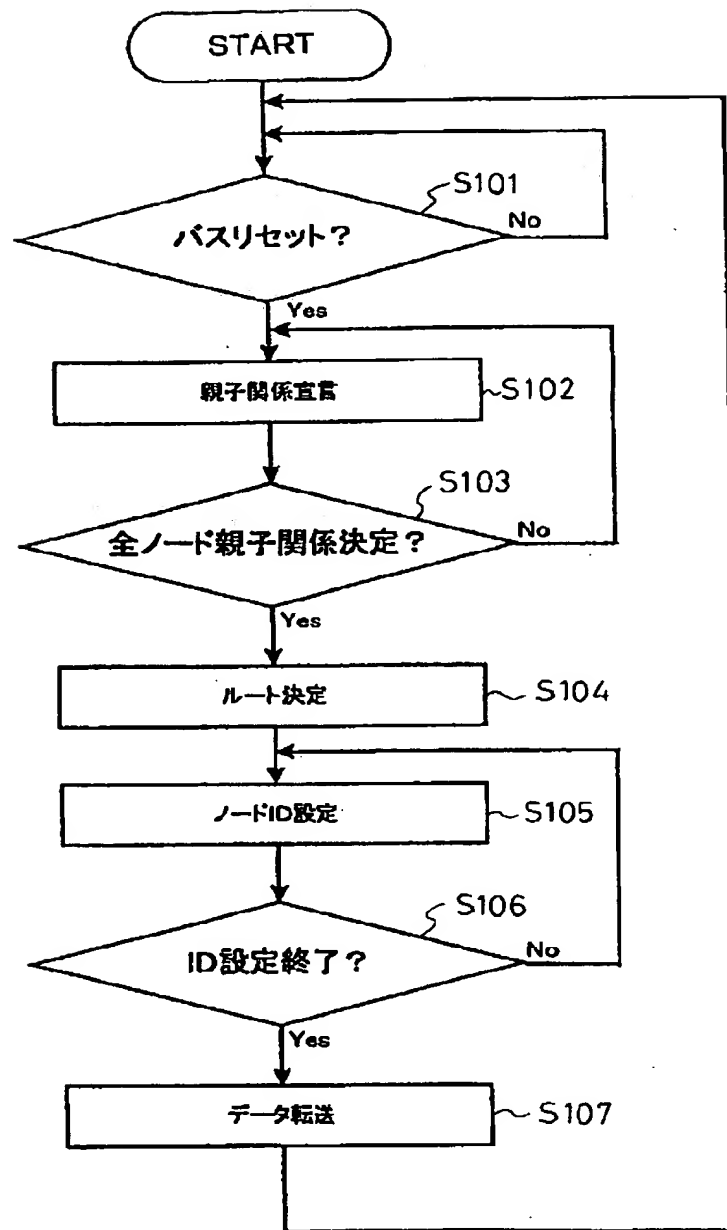 START
S101
バスリセット?
No
Yes
親子関係宣言
S102
S103
全ノード親子関係決定?
No
Yes
ルート決定
S104
ノードID設定
S105
S106
ID設定終了?
No
Yes
データ転送
S107